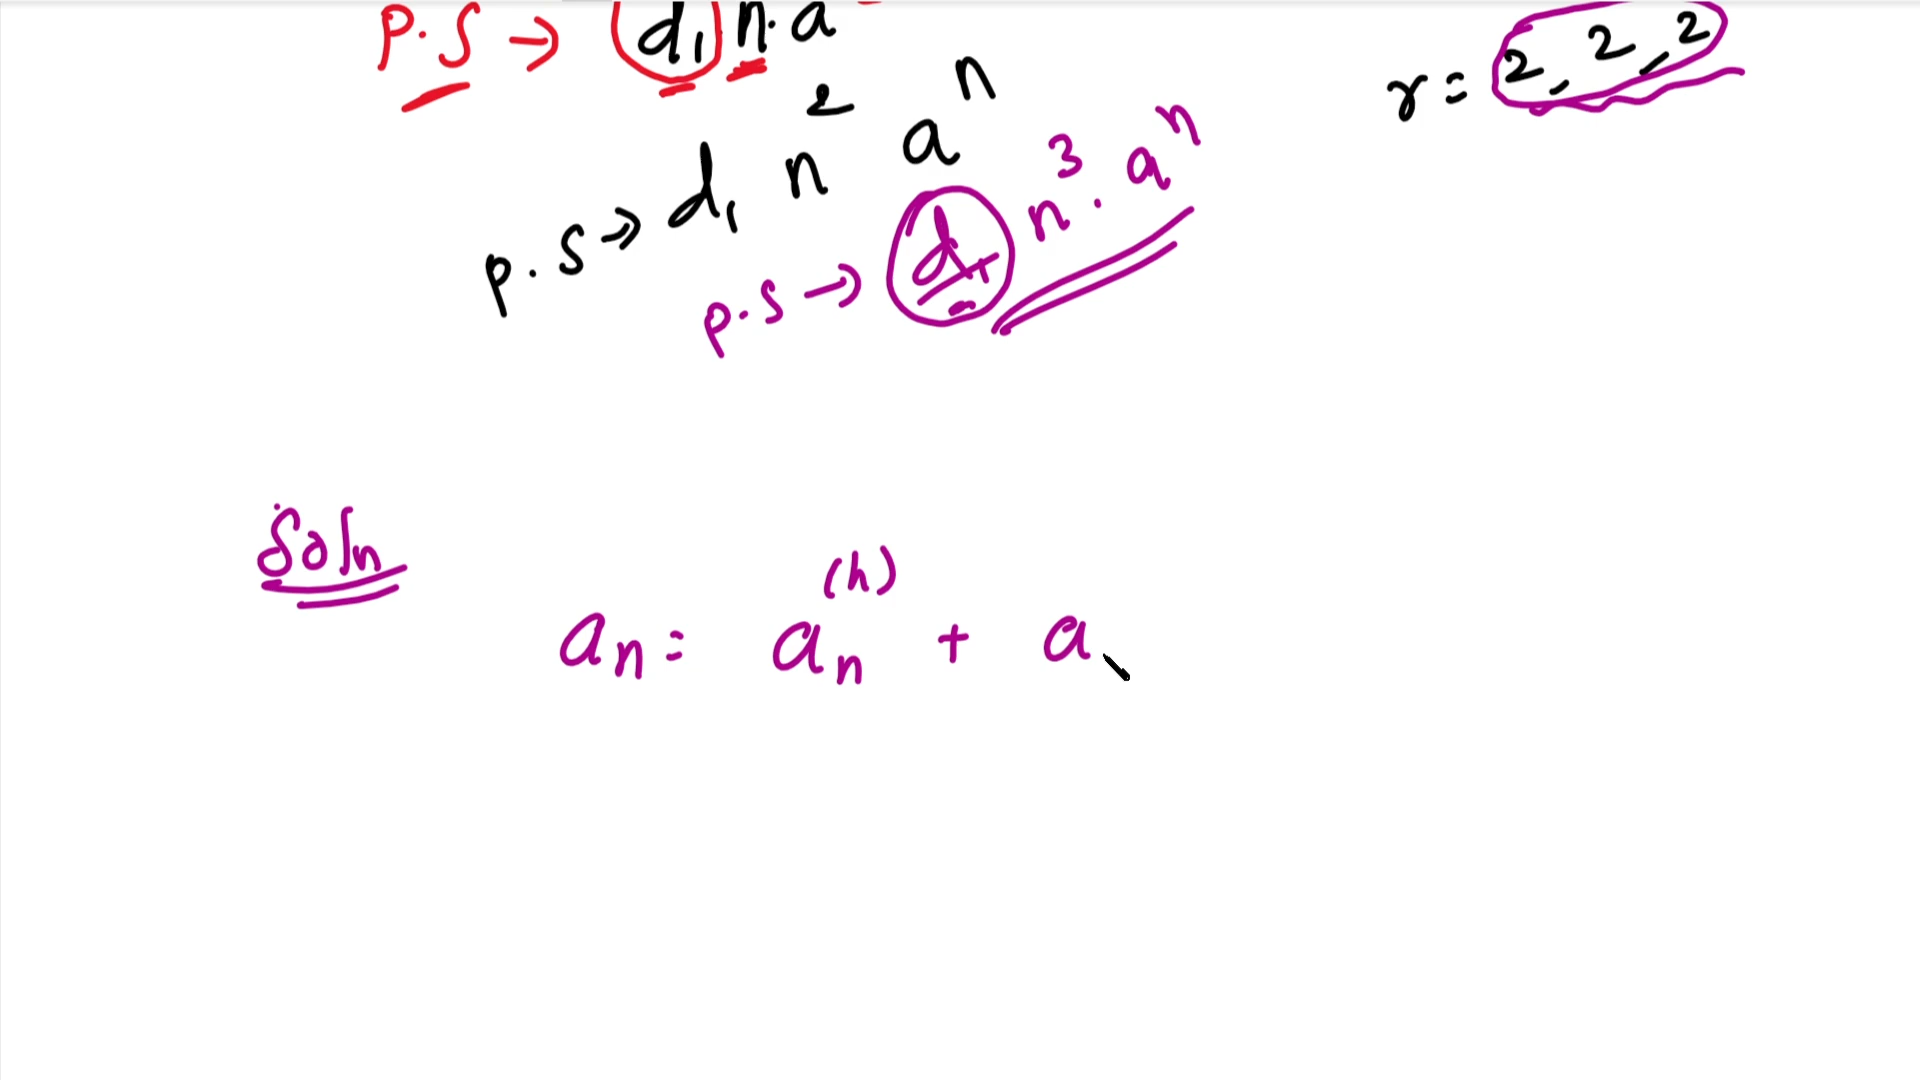 P.S → d₁ n.a
r = 2, 2, 2
P.S → d₁ n² aⁿ
P.S → d₁ n³. aⁿ
Soln
aₙ = aₙ⁽ʰ⁾ + a